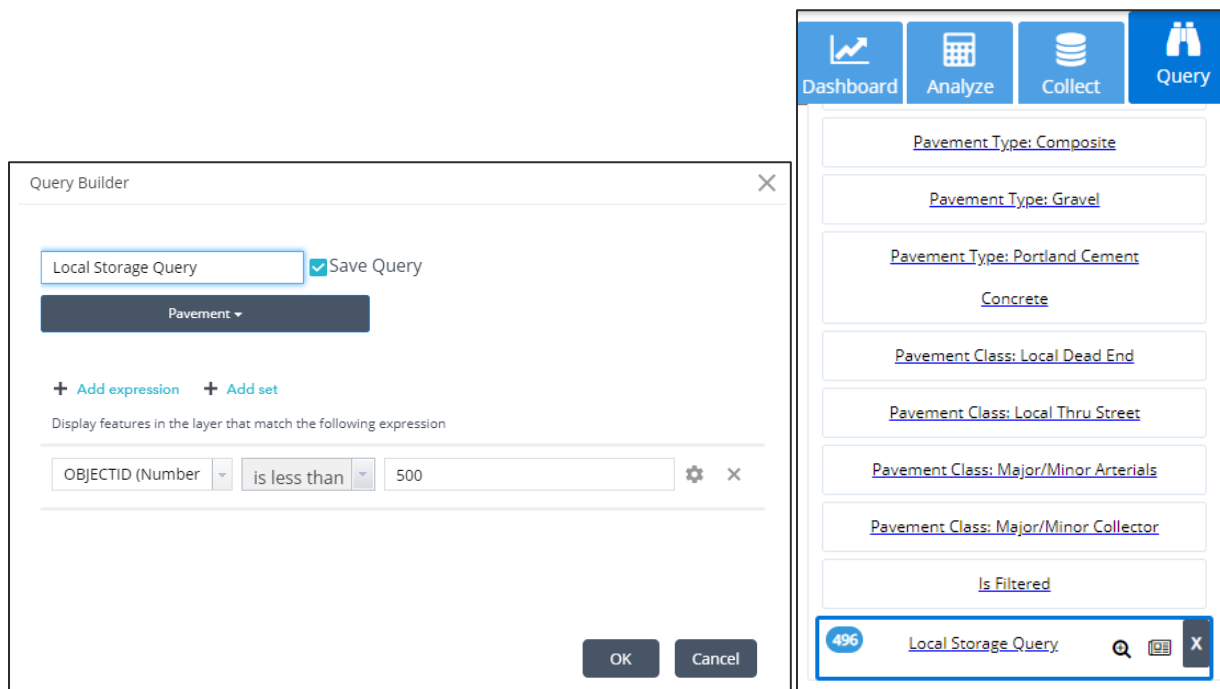 Query Builder
Local Storage Query
Save Query
Pavement
Add expression
Add set
Display features in the layer that match the following expression
OBJECTID (Number
is less than
500
OK
Cancel
Dashboard
Analyze
Collect
Query
Pavement Type: Composite
Pavement Type: Gravel
Pavement Type: Portland Cement
Concrete
Pavement Class: Local Dead End
Pavement Class: Local Thru Street
Pavement Class: Major/Minor Arterials
Pavement Class: Major/Minor Collector
Is Filtered
496
Local Storage Query
X